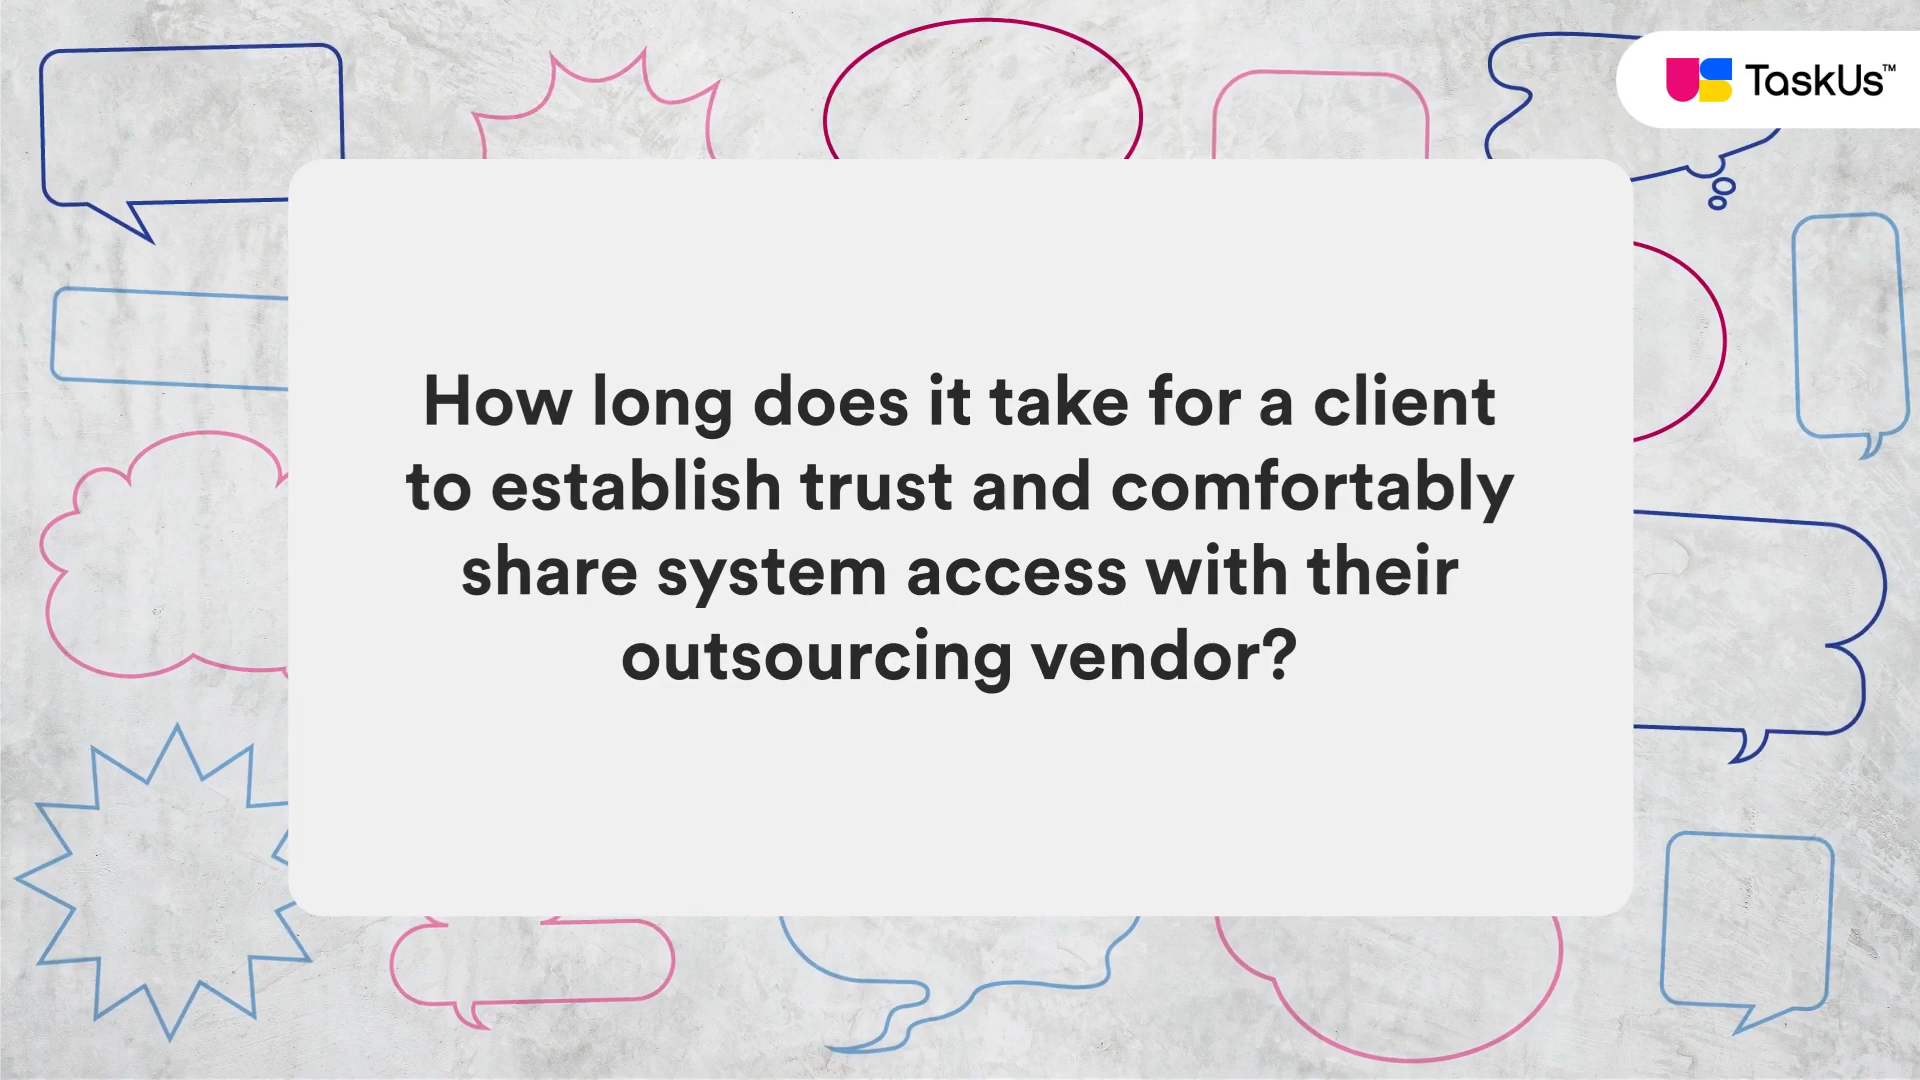 TaskUs™
How long does it take for a client
to establish trust and comfortably
share system access with their
outsourcing vendor?